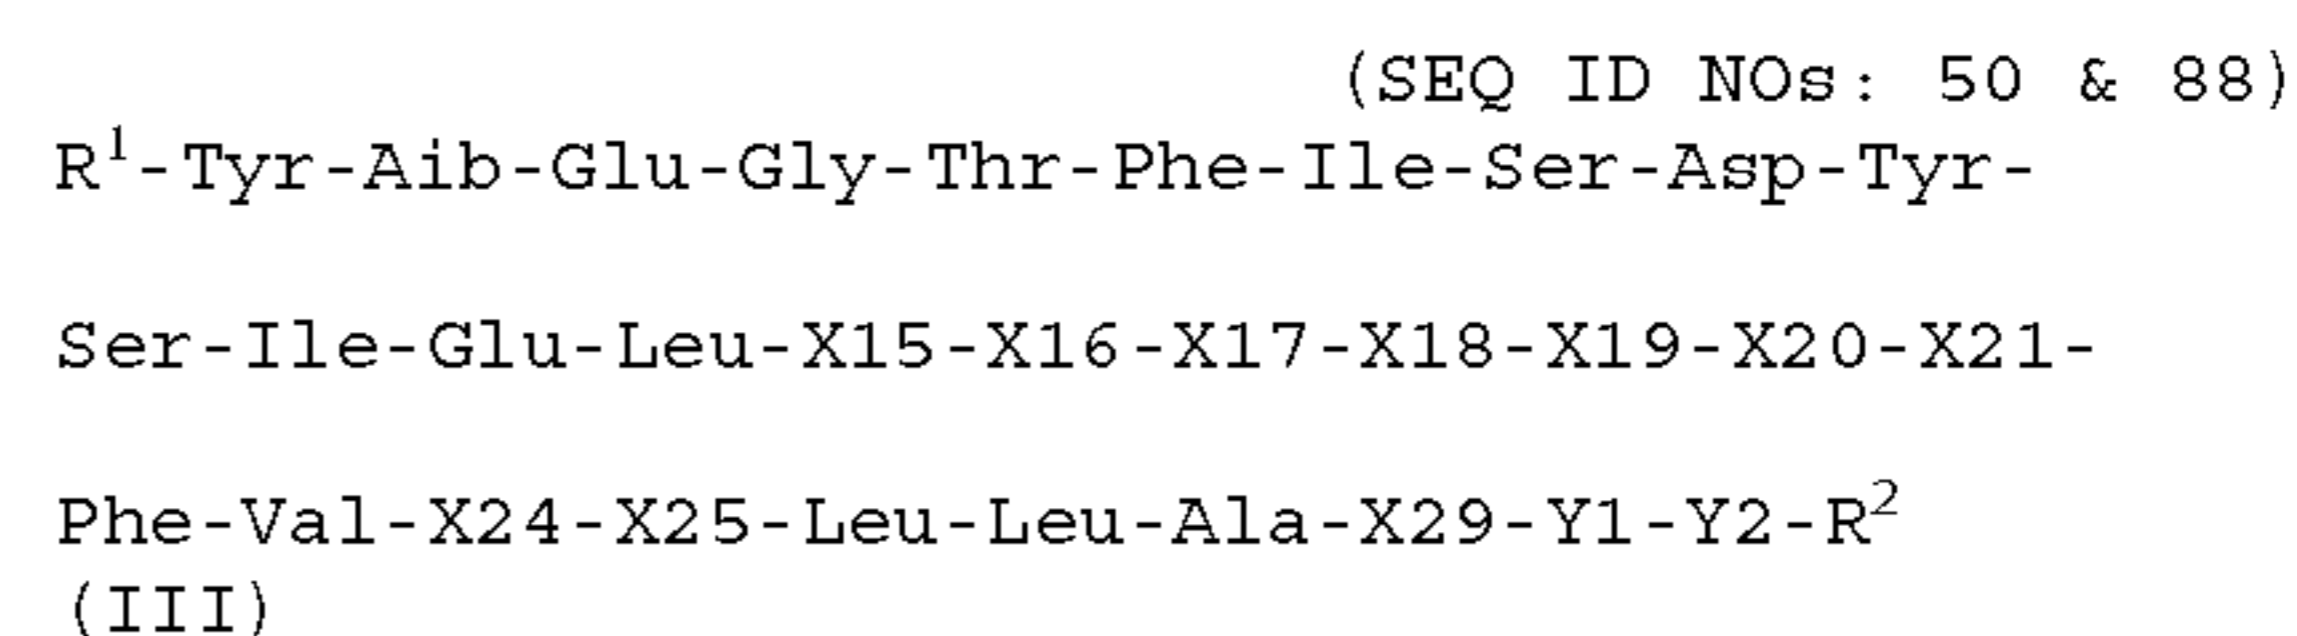 (SEQ ID NOs: 50 & 88)
R¹-Tyr-Aib-Glu-Gly-Thr-Phe-Ile-Ser-Asp-Tyr-
Ser-Ile-Glu-Leu-X15-X16-X17-X18-X19-X20-X21-
Phe-Val-X24-X25-Leu-Leu-Ala-X29-Y1-Y2-R²
(III)